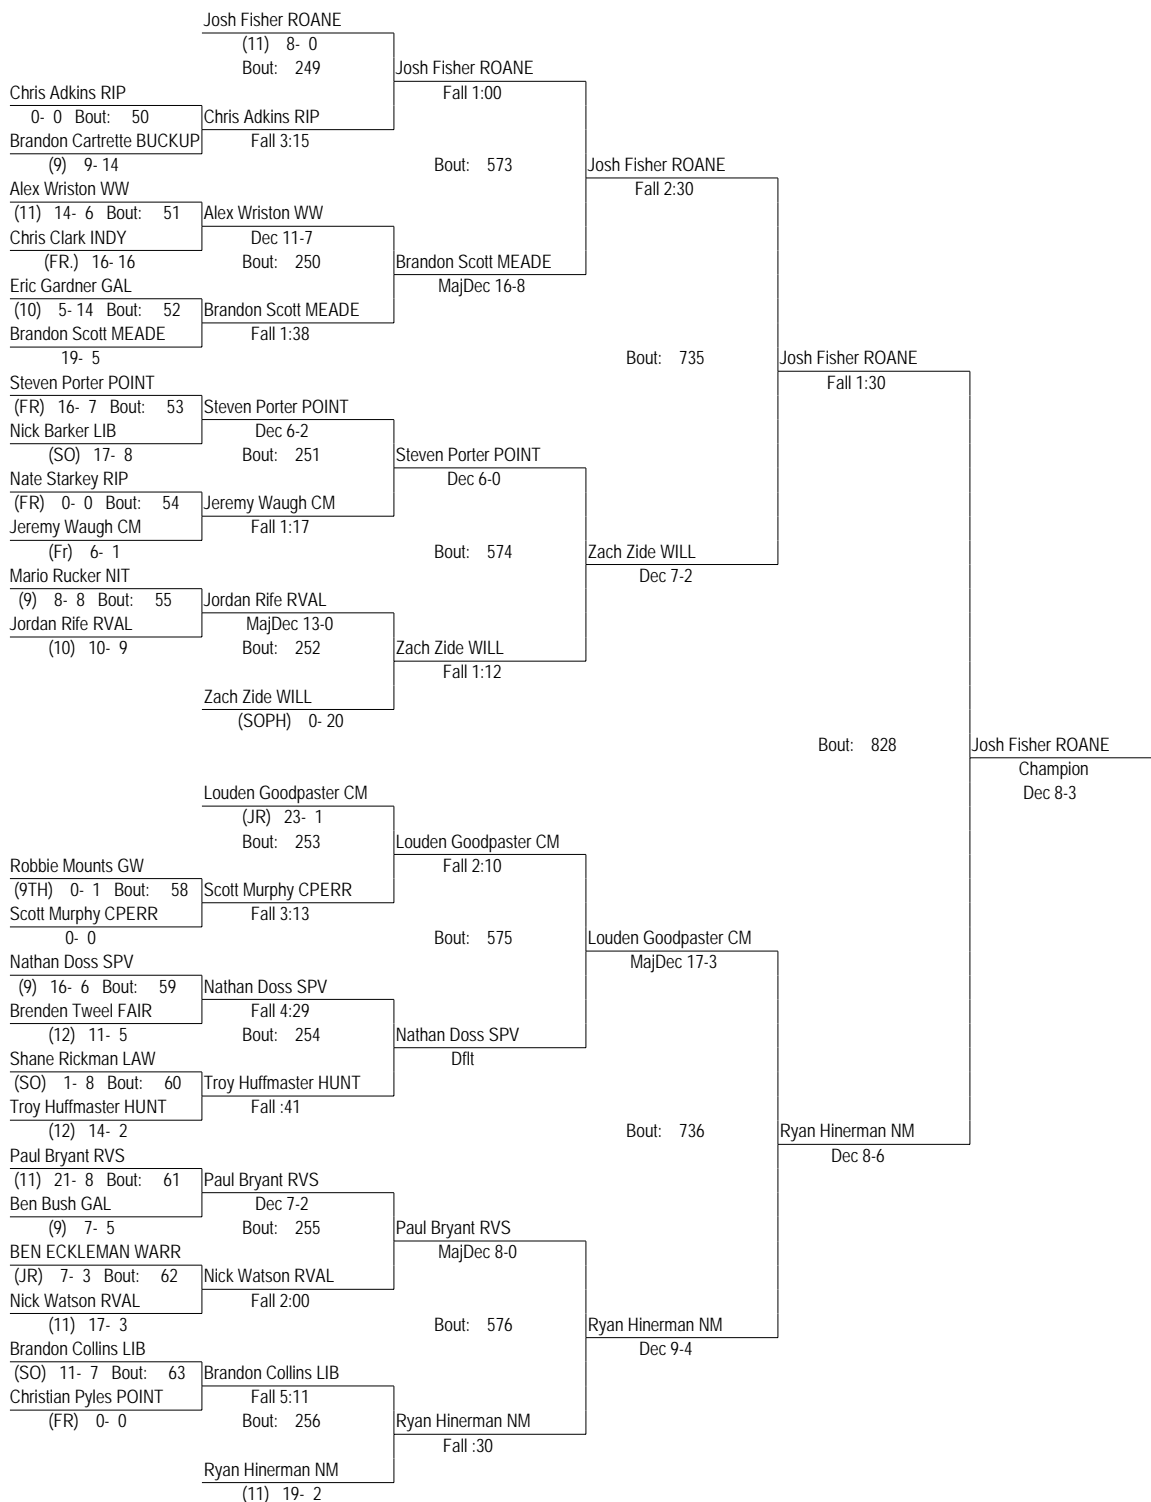 Josh Fisher ROANE
(11) 8- 0
Bout: 249 Josh Fisher ROANE
Chris Adkins RIP Fall 1:00
0- 0 Bout: 50 Chris Adkins RIP
Brandon Cartrette BUCKUP Fall 3:15
(9) 9- 14 Bout: 573 Josh Fisher ROANE
Alex Wriston WW Fall 2:30
(11) 14- 6 Bout: 51 Alex Wriston WW
Chris Clark INDY Dec 11-7
(FR.) 16- 16 Bout: 250 Brandon Scott MEADE
Eric Gardner GAL MajDec 16-8
(10) 5- 14 Bout: 52 Brandon Scott MEADE
Brandon Scott MEADE Fall 1:38
19- 5 Bout: 735 Josh Fisher ROANE
Steven Porter POINT Fall 1:30
(FR) 16- 7 Bout: 53 Steven Porter POINT
Nick Barker LIB Dec 6-2
(SO) 17- 8 Bout: 251 Steven Porter POINT
Nate Starkey RIP Dec 6-0
(FR) 0- 0 Bout: 54 Jeremy Waugh CM
Jeremy Waugh CM Fall 1:17
(Fr) 6- 1 Bout: 574 Zach Zide WILL
Mario Rucker NIT Dec 7-2
(9) 8- 8 Bout: 55 Jordan Rife RVAL
Jordan Rife RVAL MajDec 13-0
(10) 10- 9 Bout: 252 Zach Zide WILL
Fall 1:12
Zach Zide WILL
(SOPH) 0- 20
Bout: 828 Josh Fisher ROANE
Champion
Louden Goodpaster CM Dec 8-3
(JR) 23- 1
Bout: 253 Louden Goodpaster CM
Robbie Mounts GW Fall 2:10
(9TH) 0- 1 Bout: 58 Scott Murphy CPERR
Scott Murphy CPERR Fall 3:13
0- 0 Bout: 575 Louden Goodpaster CM
Nathan Doss SPV MajDec 17-3
(9) 16- 6 Bout: 59 Nathan Doss SPV
Brenden Tweel FAIR Fall 4:29
(12) 11- 5 Bout: 254 Nathan Doss SPV
Shane Rickman LAW Dflt
(SO) 1- 8 Bout: 60 Troy Huffmaster HUNT
Troy Huffmaster HUNT Fall :41
(12) 14- 2 Bout: 736 Ryan Hinerman NM
Paul Bryant RVS Dec 8-6
(11) 21- 8 Bout: 61 Paul Bryant RVS
Ben Bush GAL Dec 7-2
(9) 7- 5 Bout: 255 Paul Bryant RVS
BEN ECKLEMAN WARR MajDec 8-0
(JR) 7- 3 Bout: 62 Nick Watson RVAL
Nick Watson RVAL Fall 2:00
(11) 17- 3 Bout: 576 Ryan Hinerman NM
Brandon Collins LIB Dec 9-4
(SO) 11- 7 Bout: 63 Brandon Collins LIB
Christian Pyles POINT Fall 5:11
(FR) 0- 0 Bout: 256 Ryan Hinerman NM
Fall :30
Ryan Hinerman NM
(11) 19- 2